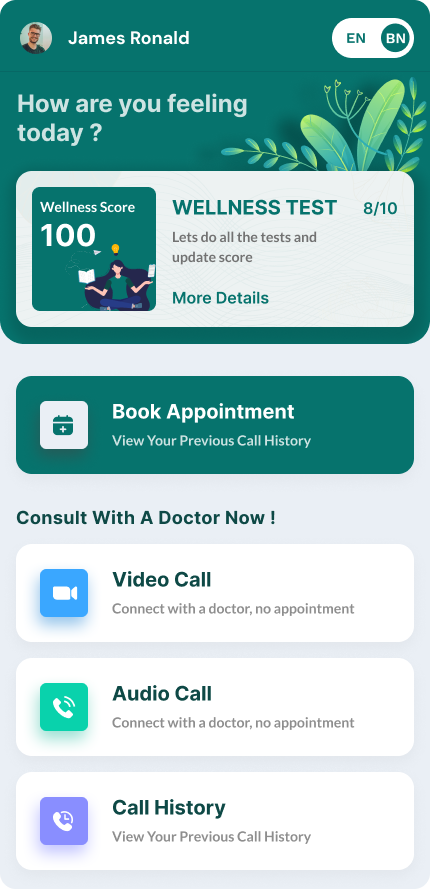 James Ronald
EN BN
How are you feeling
today ?
Wellness Score
100
WELLNESS TEST 8/10
Lets do all the tests and
update score
More Details
Book Appointment
View Your Previous Call History
Consult With A Doctor Now !
Video Call
Connect with a doctor, no appointment
Audio Call
Connect with a doctor, no appointment
Call History
View Your Previous Call History